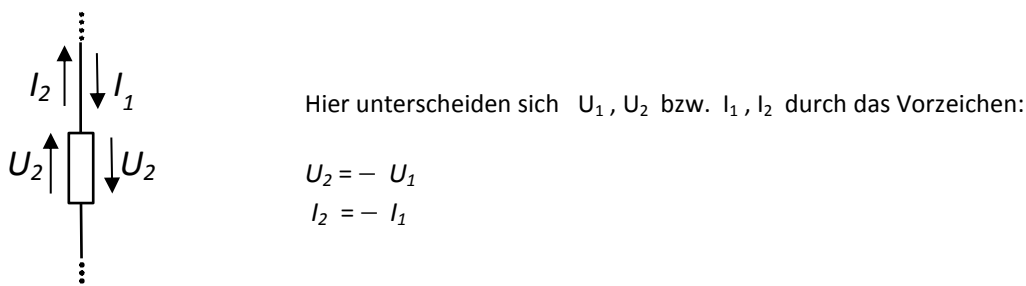 I₂ I₁
Hier unterscheiden sich U₁ , U₂ bzw. I₁ , I₂ durch das Vorzeichen:
U₂ U₂
U₂ = − U₁
I₂ = − I₁